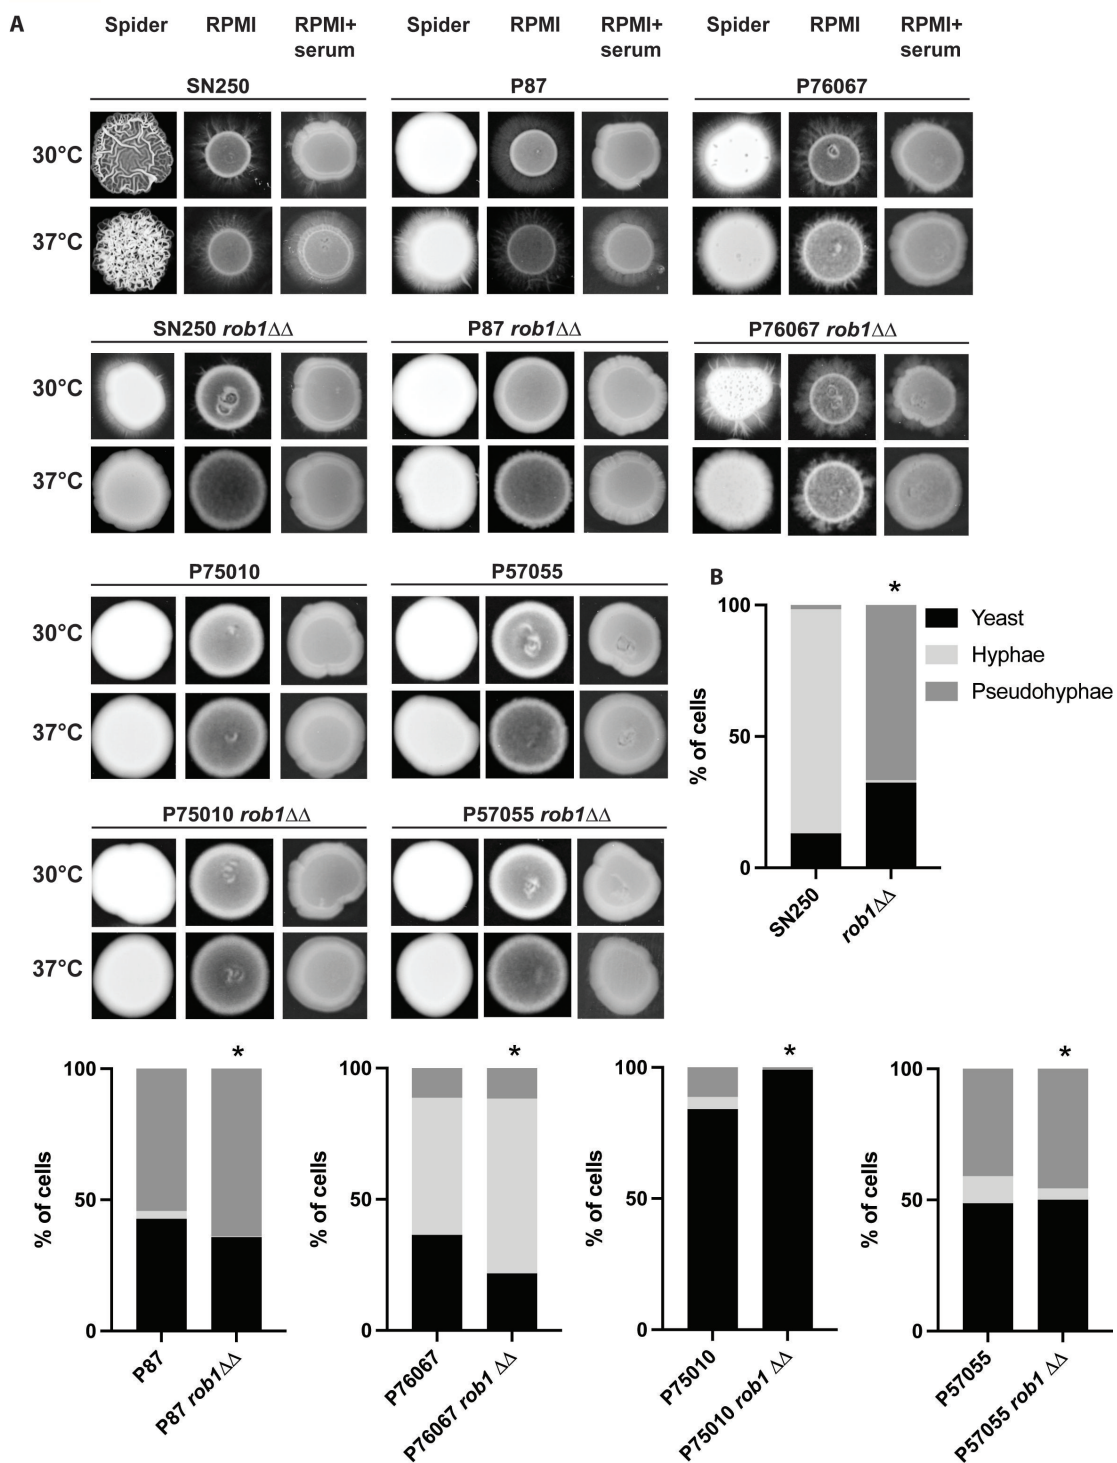 A
Spider RPMI RPMI+ serum Spider RPMI RPMI+ serum Spider RPMI RPMI+ serum
SN250 P87 P76067
30°C
37°C
SN250 rob1ΔΔ P87 rob1ΔΔ P76067 rob1ΔΔ
30°C
37°C
P75010 P57055
30°C
37°C
P75010 rob1ΔΔ P57055 rob1ΔΔ
30°C
37°C
B
*
100
50
0
% of cells
Yeast
Hyphae
Pseudohyphae
SN250 rob1ΔΔ
*
100
50
0
% of cells
P87 P87 rob1ΔΔ
*
100
50
0
% of cells
P76067 P76067 rob1 ΔΔ
*
100
50
0
% of cells
P75010 P75010 rob1 ΔΔ
*
100
50
0
% of cells
P57055 P57055 rob1 ΔΔ